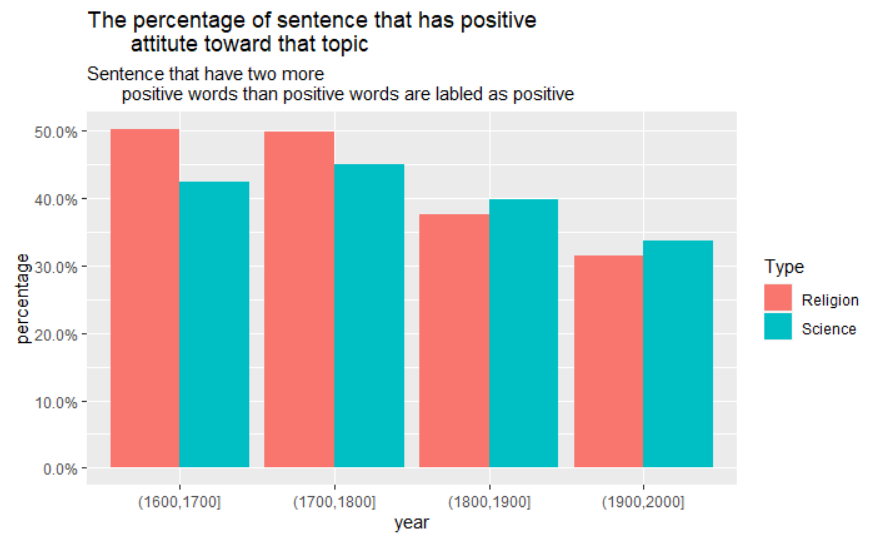 The percentage of sentence that has positive
attitute toward that topic
Sentence that have two more
positive words than positive words are labled as positive
50.0%
40.0%
30.0%
20.0%
10.0%
0.0%
percentage
(1600,1700]
(1700,1800]
(1800,1900]
(1900,2000]
year
Type
Religion
Science